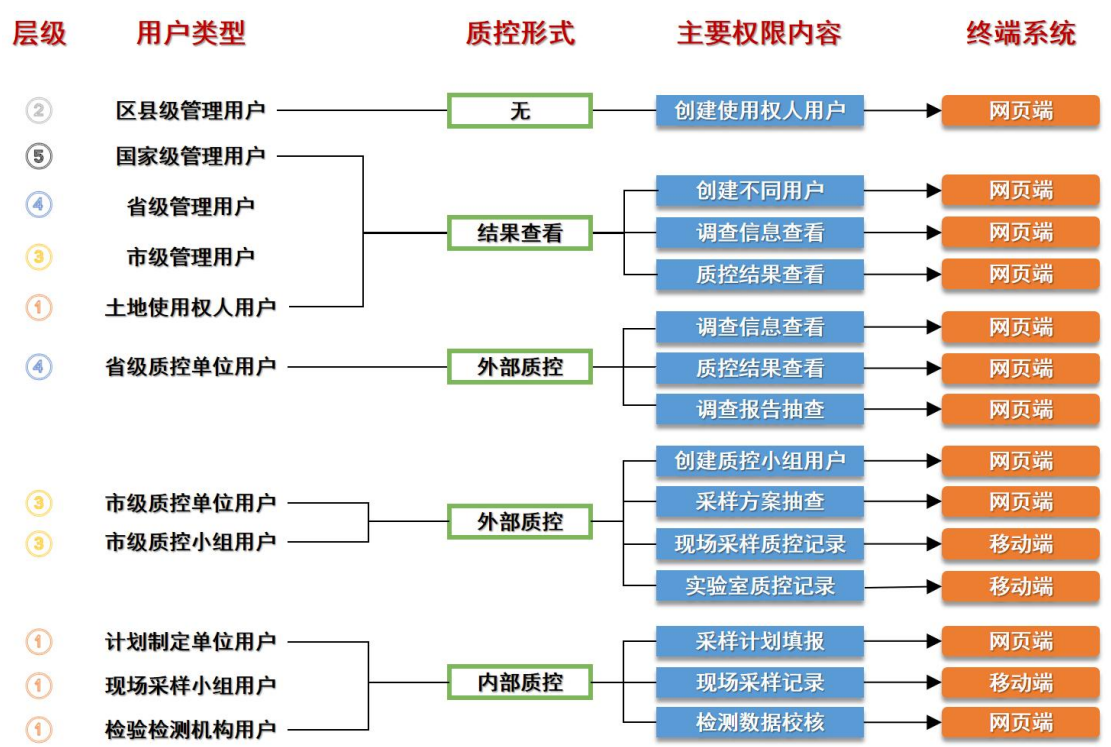 层级 用户类型 质控形式 主要权限内容 终端系统
② 区县级管理用户 无 创建使用权人用户 网页端
⑤ 国家级管理用户
④ 省级管理用户 创建不同用户 网页端
结果查看 调查信息查看 网页端
③ 市级管理用户 质控结果查看 网页端
① 土地使用权人用户
调查信息查看 网页端
④ 省级质控单位用户 外部质控 质控结果查看 网页端
调查报告抽查 网页端
创建质控小组用户 网页端
③ 市级质控单位用户 采样方案抽查 网页端
外部质控
③ 市级质控小组用户 现场采样质控记录 移动端
实验室质控记录 移动端
① 计划制定单位用户 采样计划填报 网页端
① 现场采样小组用户 内部质控 现场采样记录 移动端
① 检验检测机构用户 检测数据校核 网页端